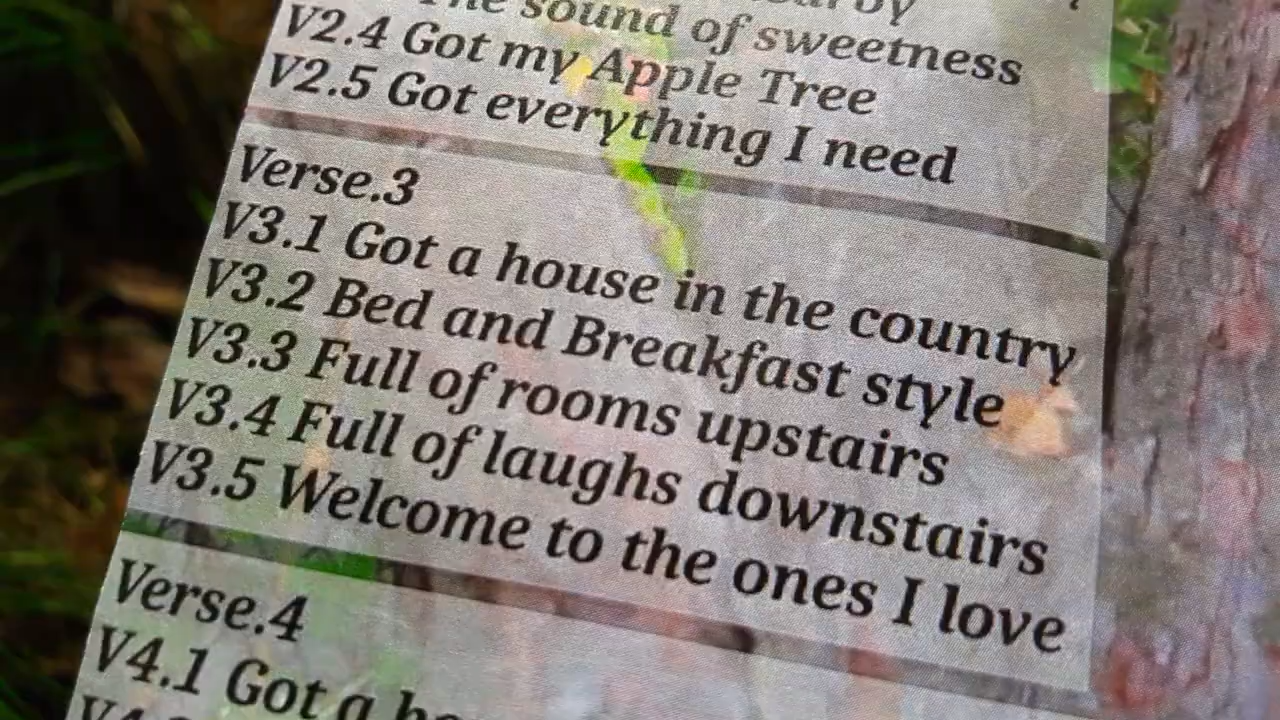 The sound of sweetness
V2.4 Got my Apple Tree
V2.5 Got everything I need
Verse.3
V3.1 Got a house in the country
V3.2 Bed and Breakfast style
V3.3 Full of rooms upstairs
V3.4 Full of laughs downstairs
V3.5 Welcome to the ones I love
Verse.4
V4.1 Got a